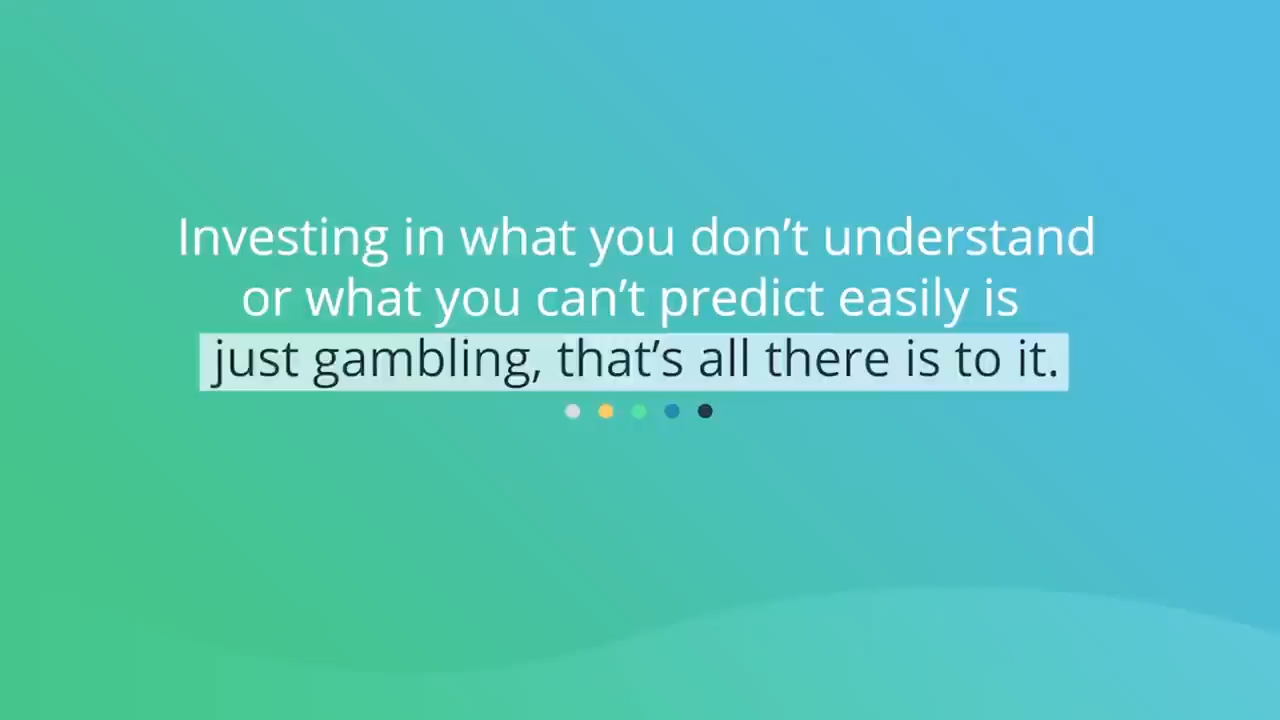 Investing in what you don’t understand
or what you can’t predict easily is
just gambling, that’s all there is to it.